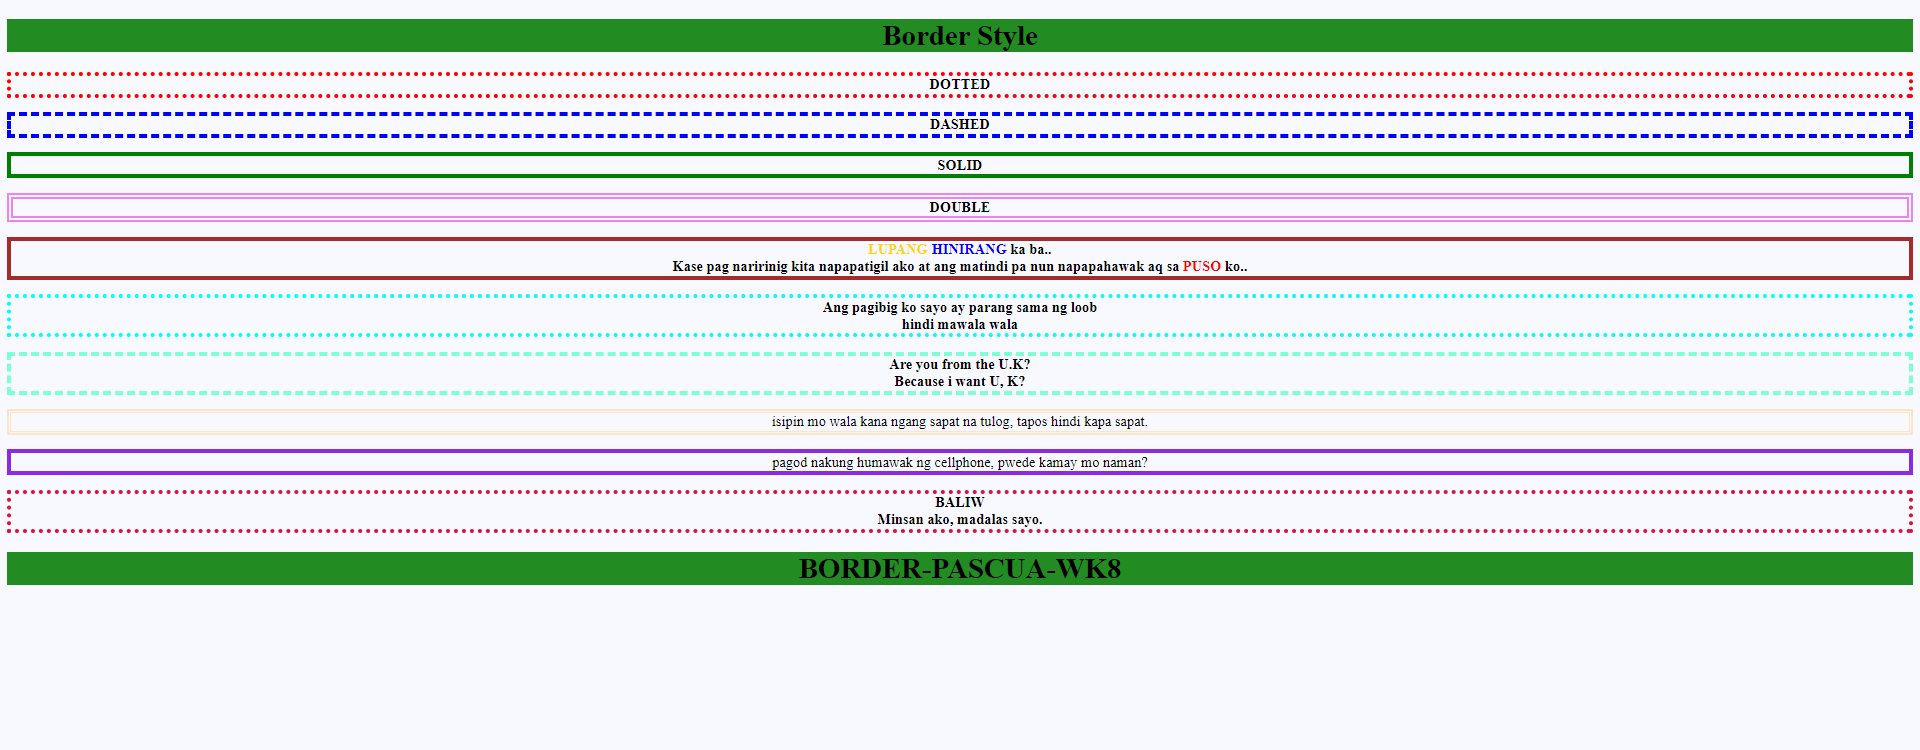 Border Style
DOTTED
DASHED
SOLID
DOUBLE
LUPANG HINIRANG ka ba..
Kase pag naririnig kita napapatigil ako at ang matindi pa nun napapahawak aq sa PUSO ko..
Ang pagibig ko sayo ay parang sama ng loob
hindi mawala wala
Are you from the U.K?
Because i want U, K?
isipin mo wala kana ngang sapat na tulog, tapos hindi kapa sapat.
pagod nakung humawak ng cellphone, pwede kamay mo naman?
BALIW
Minsan ako, madalas sayo.
BORDER-PASCUA-WK8